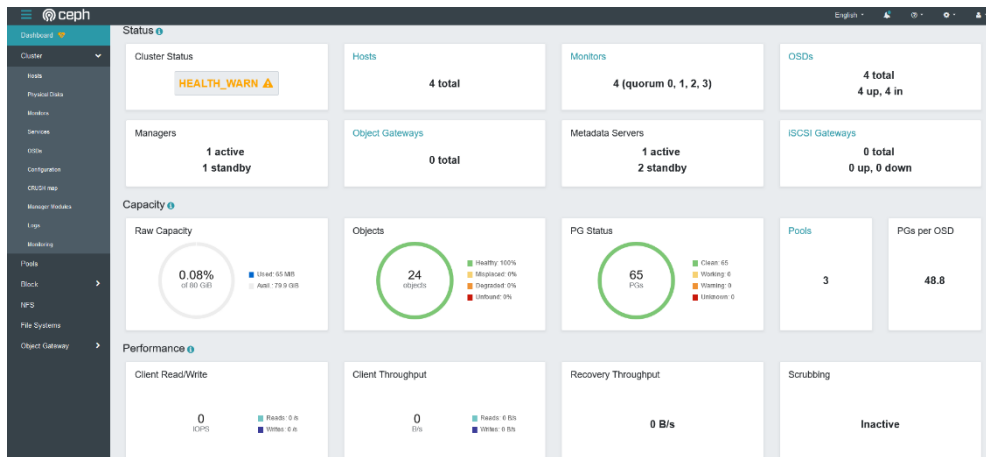 ceph
English
Dashboard
Status
Cluster
Hosts
Physical Disks
Monitors
Services
OSDs
Configuration
CRUSH map
Manager Modules
Logs
Monitoring
Pools
Block
NFS
File Systems
Object Gateway
Cluster Status
HEALTH_WARN
Hosts
4 total
Monitors
4 (quorum 0, 1, 2, 3)
OSDs
4 total
4 up, 4 in
Managers
1 active
1 standby
Object Gateways
0 total
Metadata Servers
1 active
2 standby
iSCSI Gateways
0 total
0 up, 0 down
Capacity
Raw Capacity
0.08%
of 80 GiB
Used: 65 MiB
Avail.: 79.9 GiB
Objects
24
objects
Healthy: 100%
Misplaced: 0%
Degraded: 0%
Unfound: 0%
PG Status
65
PGs
Clean: 65
Working: 0
Warning: 0
Unknown: 0
Pools
3
PGs per OSD
48.8
Performance
Client Read/Write
0
IOPS
Reads: 0 /s
Writes: 0 /s
Client Throughput
0
B/s
Reads: 0 B/s
Writes: 0 B/s
Recovery Throughput
0 B/s
Scrubbing
Inactive